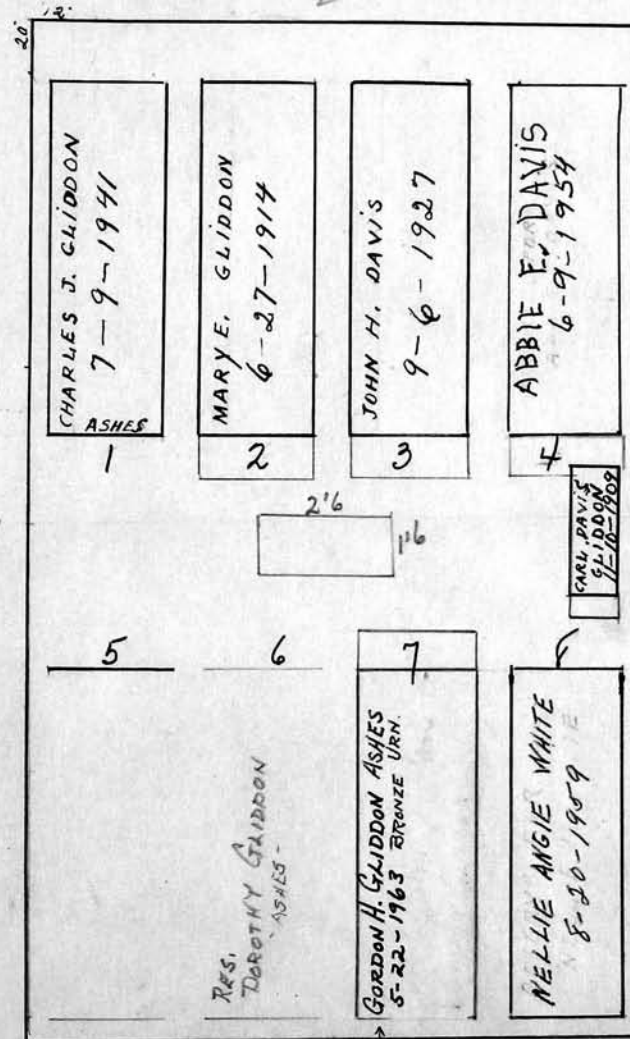 20'
12'
CHARLES J. GLIDDON
7-9-1941
ASHES
1
MARY E. GLIDDON
6-27-1914
2
JOHN H. DAVIS
9-6-1927
3
ABBIE E. DAVIS
6-9-1954
4
2'6
1'6
CARL DAVIS
GLIDDON
11-10-1909
5
6
RES.
DOROTHY GLIDDON
ASHES-
7
GORDON H. GLIDDON ASHES
5-22-1963 BRONZE URN.
8
NELLIE ANGIE WHITE
8-20-1959